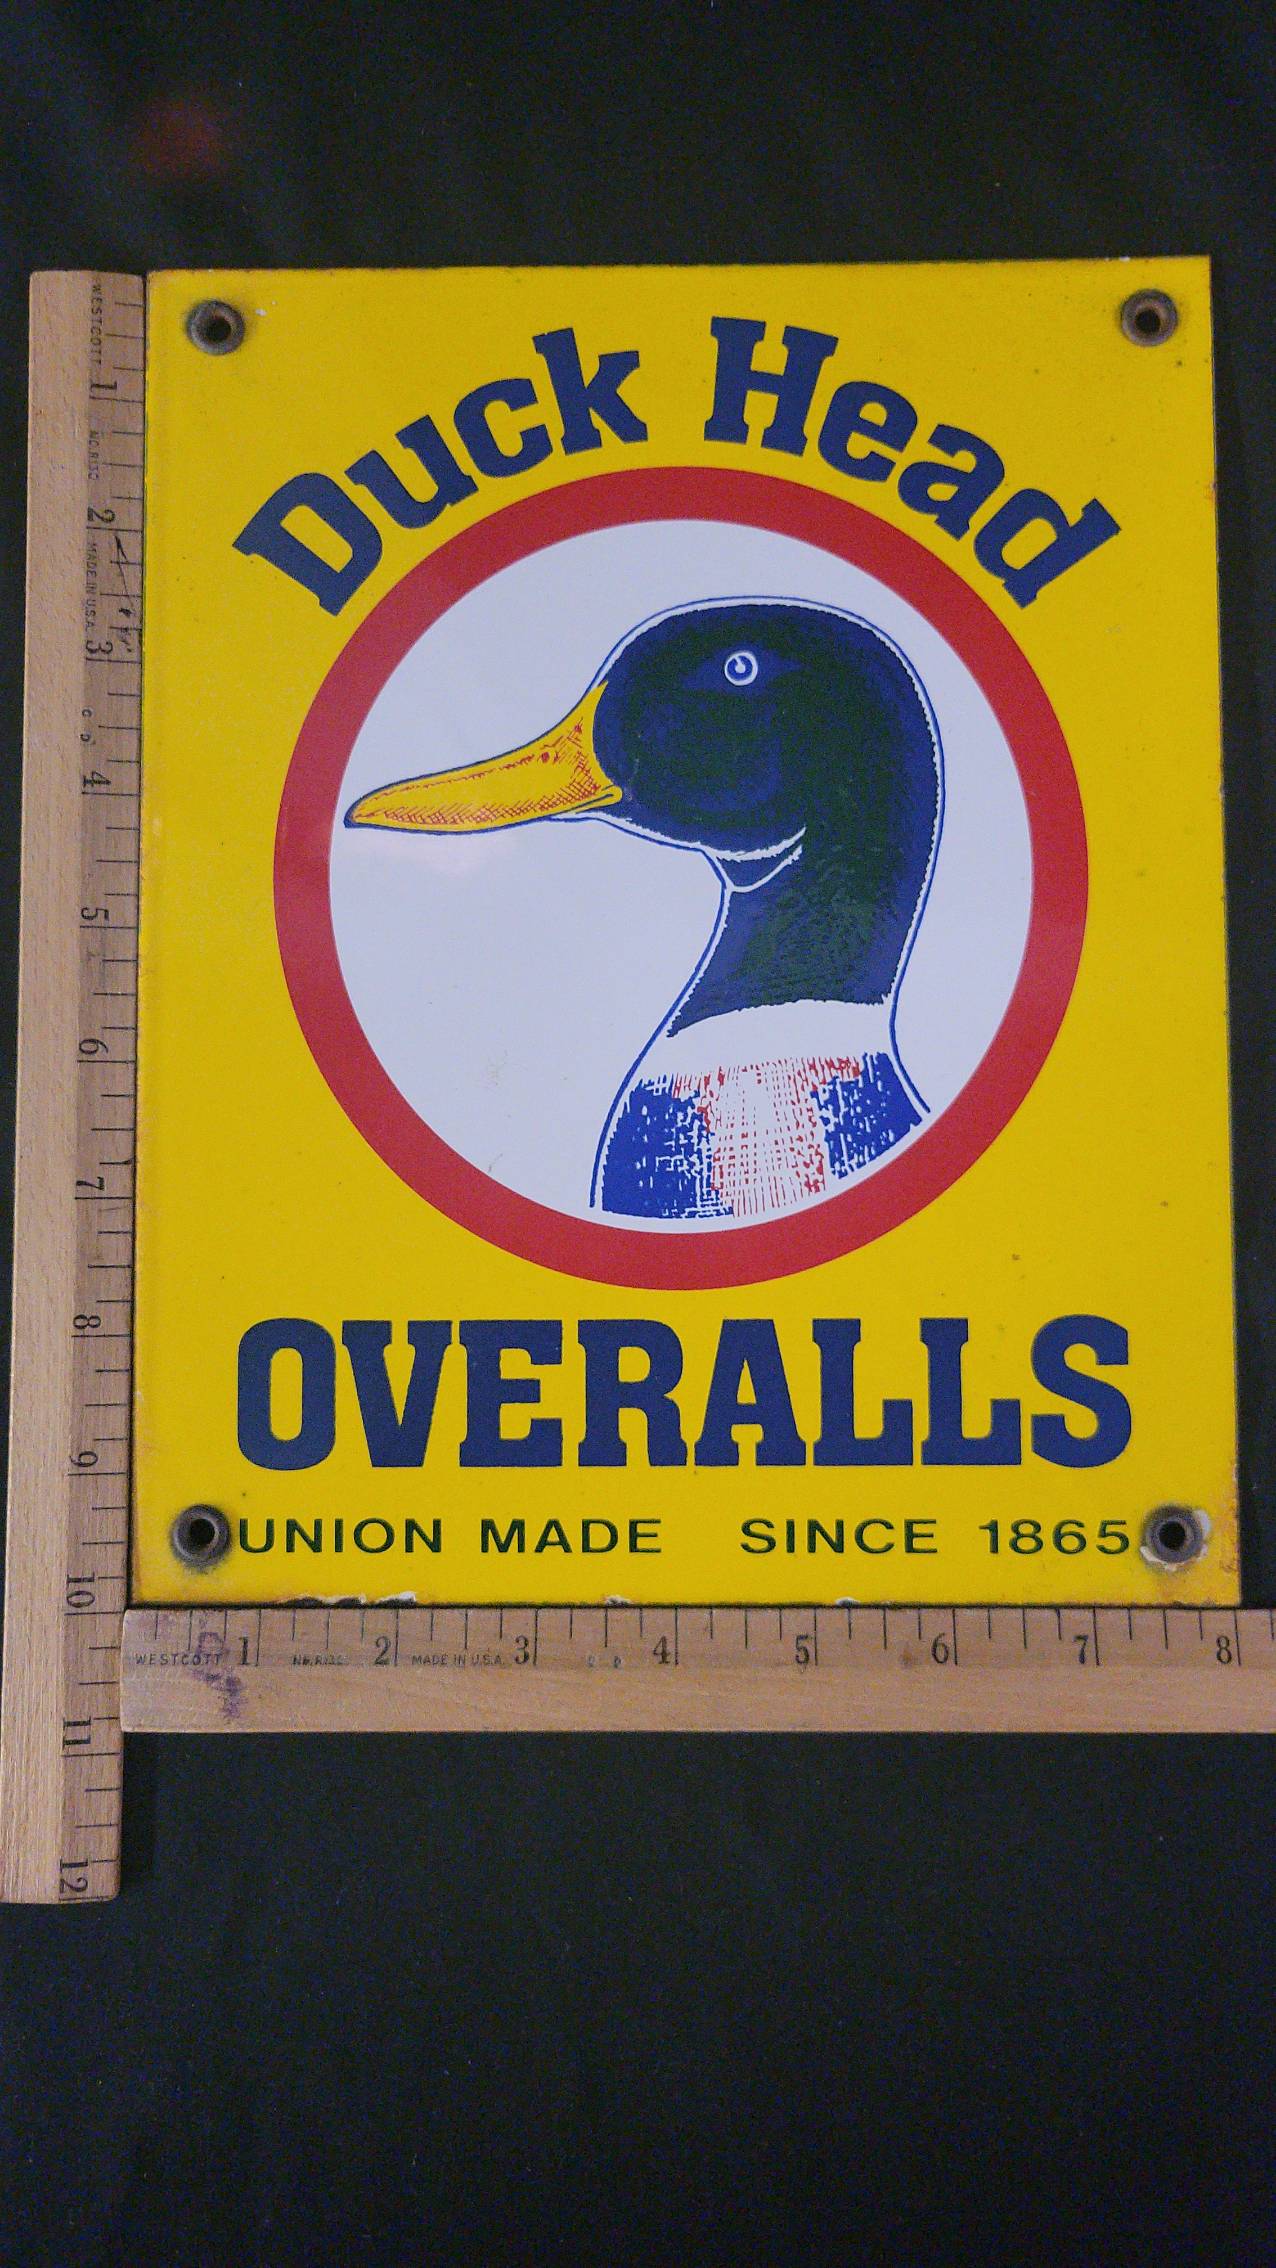 Duck Head
OVERALLS
UNION MADE SINCE 1865
WESTCOTT 1 2 MADE IN U.S.A. 3 4 5 6 7 8 9 10 11 12
WESTCOTT 1 2 MADE IN U.S.A. 3 4 5 6 7 8